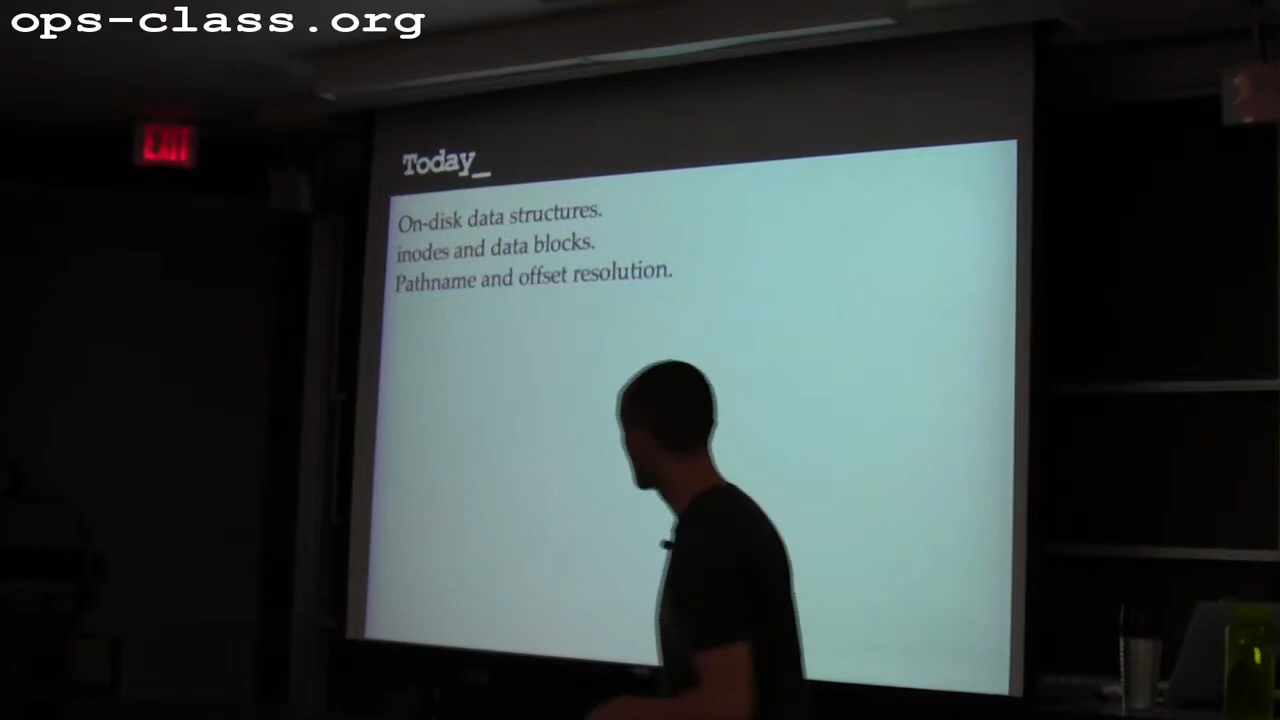 ops-class.org
EXIT
Today_
On-disk data structures.
inodes and data blocks.
Pathname and offset resolution.